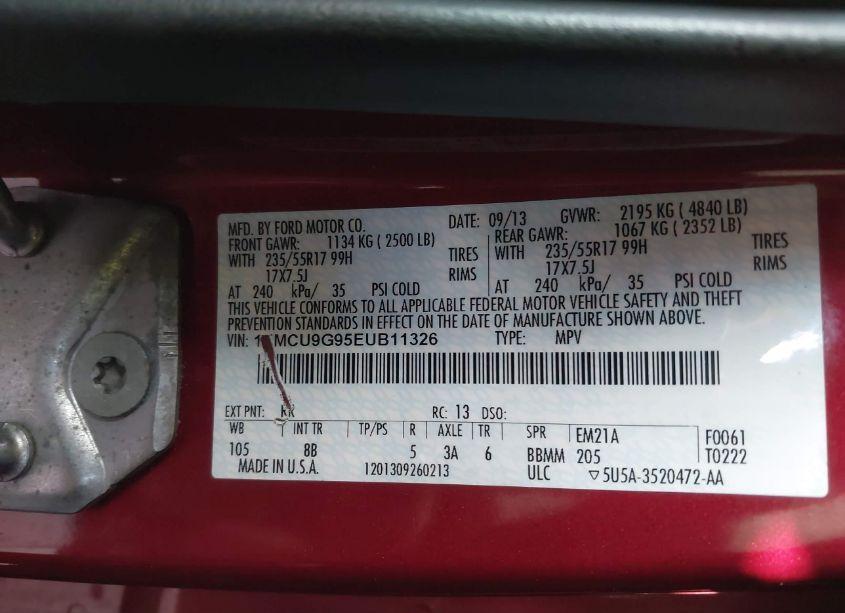 MFD. BY FORD MOTOR CO. DATE: 09/13 GVWR: 2195 KG ( 4840 LB)
FRONT GAWR: 1134 KG ( 2500 LB) REAR GAWR: 1067 KG ( 2352 LB)
WITH 235/55R17 99H TIRES WITH 235/55R17 99H TIRES
17X7.5J RIMS 17X7.5J RIMS
AT 240 kPa/ 35 PSI COLD AT 240 kPa/ 35 PSI COLD
THIS VEHICLE CONFORMS TO ALL APPLICABLE FEDERAL MOTOR VEHICLE SAFETY AND THEFT
PREVENTION STANDARDS IN EFFECT ON THE DATE OF MANUFACTURE SHOWN ABOVE.
VIN: TYPE: MPV
EXT PNT: RR RC: 13 DSO:
WB INT TR TP/PS R AXLE TR SPR EM21A F0061
105 8B 5 3A 6 BBMM 205 T0222
MADE IN U.S.A. 1201309260213 ULC ▽5U5A-3520472-AA